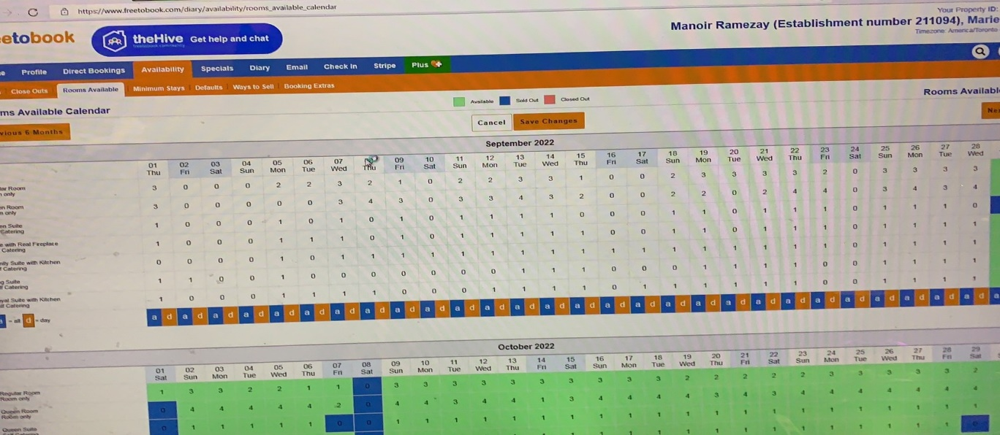 https://www.freetobook.com/diary/availability/rooms_available_calendar
Your Property ID:
Manoir Ramezay (Establishment number 211094), Marie
Timezone: America/Toronto
etobook
theHive Get help and chat
freetobook community
e Profile Direct Bookings Availability Specials Diary Email Check In Stripe Plus
Close Outs Rooms Available Minimum Stays Defaults Ways to Sell Booking Extras
Available Sold Out Closed Out
Rooms Availabl
ms Available Calendar
Cancel Save Changes
vious 6 Months
Ne
September 2022
01 02 03 04 05 06 07 09 10 11 12 13 14 15 16 17 18 19 20 21 22 23 24 25 26 27 28
Thu Fri Sat Sun Mon Tue Wed Thu Fri Sat Sun Mon Tue Wed Thu Fri Sat Sun Mon Tue Wed Thu Fri Sat Sun Mon Tue Wed
lar Room 3 0 0 0 2 2 3 2 1 0 2 2 3 3 1 0 0 2 3 3 3 3 2 0 3 3 3 3
only
n Room 3 0 0 0 0 0 3 4 3 0 3 3 4 3 2 0 0 2 2 0 2 4 4 0 3 4 3 4
m only
en Suite 1 0 0 0 1 0 1 0 1 0 1 1 1 1 0 0 0 1 1 0 1 1 1 0 1 1 1 0
Catering
e with Real Fireplace 1 0 0 0 1 1 1 0 1 0 1 1 1 1 1 0 0 1 1 0 1 1 1 0 1 1 1 1
Catering
nily Suite with Kitchen 0 0 0 0 1 0 1 1 1 1 1 1 1 1 1 1 1 1 1 1 1 1 1 0 1 1 1 1
f Catering
g Suite 1 1 0 0 1 0 0 0 0 0 0 0 1 1 1 0 0 0 1 1 1 1 0 0 1 1 1 1
f Catering
yal Suite with Kitchen 1 0 0 0 1 1 1 1 0 0 0 1 1 1 1 0 1 1 1 1 1 1 0 0 1 1 1 1
lf Catering
= all d = day a d a d a d a d a d a d a d a d a d a d a d a d a d a d a d a d a d a d a d a d a d a d a d a d a d a d a d a d a
October 2022
01 02 03 04 05 06 07 08 09 10 11 12 13 14 15 16 17 18 19 20 21 22 23 24 25 26 27 28 29
Sat Sun Mon Tue Wed Thu Fri Sat Sun Mon Tue Wed Thu Fri Sat Sun Mon Tue Wed Thu Fri Sat Sun Mon Tue Wed Thu Fri Sat
Regular Room 1 3 3 2 2 1 1 0 3 3 3 3 3 3 3 3 3 3 2 2 2 2 2 3 3 3 3 3 2
Room only
Queen Room 0 4 4 4 4 4 2 0 4 4 3 4 4 1 3 4 4 4 4 3 4 3 4 4 4 4 4 4 4
Room only
Queen Suite 0 1 1 1 1 1 0 0 1 1 1 1 1 1 1 1 1 1 1 1 1 1 1 1 1 1 1 1 0